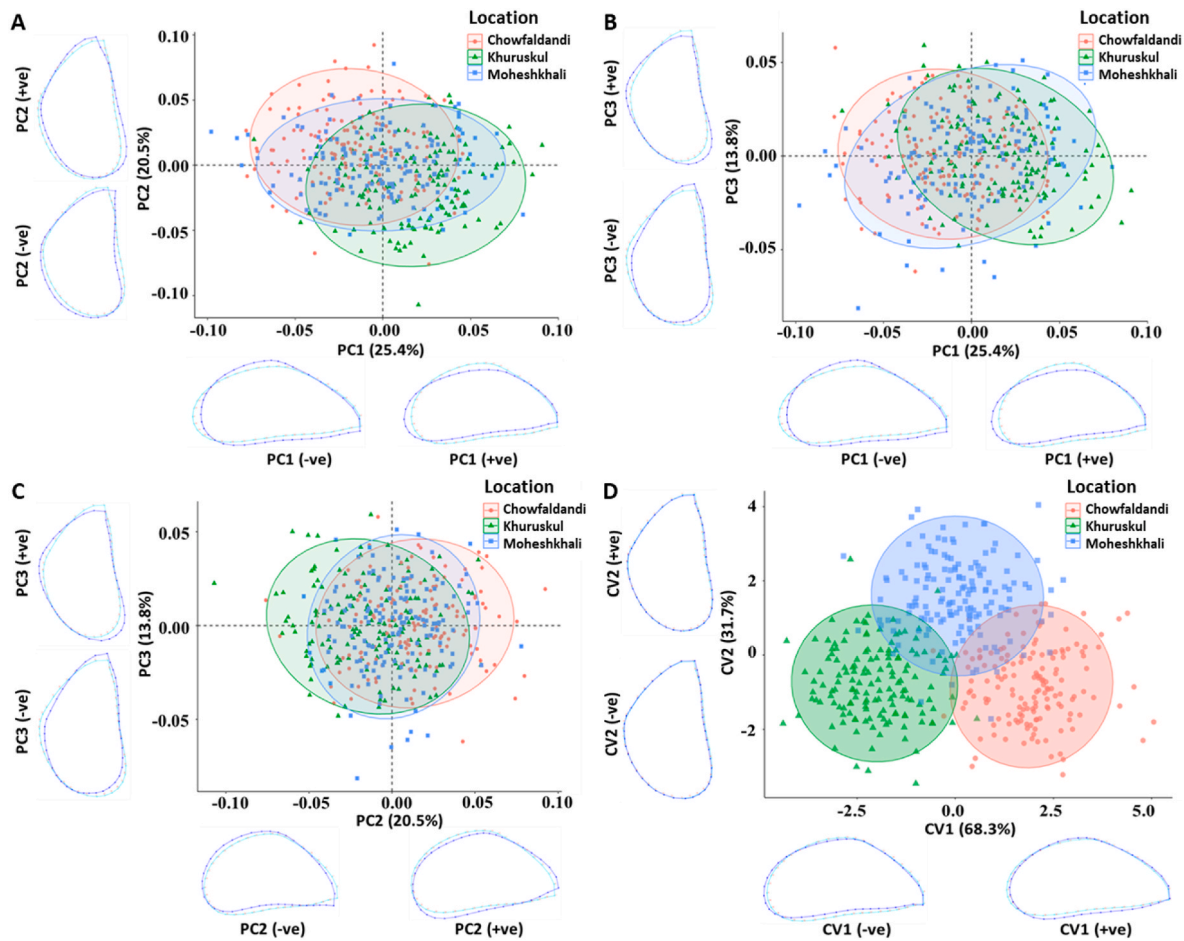 A
Location
Chowfaldandi
Khuruskul
Moheshkhali
PC2 (+ve)
PC2 (-ve)
PC2 (20.5%)
0.10
0.05
0.00
-0.05
-0.10
-0.10 -0.05 0.00 0.05 0.10
PC1 (25.4%)
PC1 (-ve) PC1 (+ve)
B
Location
Chowfaldandi
Khuruskul
Moheshkhali
PC3 (+ve)
PC3 (-ve)
PC3 (13.8%)
0.05
0.00
-0.05
-0.10 -0.05 0.00 0.05 0.10
PC1 (25.4%)
PC1 (-ve) PC1 (+ve)
C
Location
Chowfaldandi
Khuruskul
Moheshkhali
PC3 (+ve)
PC3 (-ve)
PC3 (13.8%)
0.05
0.00
-0.05
-0.10 -0.05 0.00 0.05 0.10
PC2 (20.5%)
PC2 (-ve) PC2 (+ve)
D
Location
Chowfaldandi
Khuruskul
Moheshkhali
CV2 (+ve)
CV2 (-ve)
CV2 (31.7%)
4
2
0
-2
-2.5 0.0 2.5 5.0
CV1 (68.3%)
CV1 (-ve) CV1 (+ve)